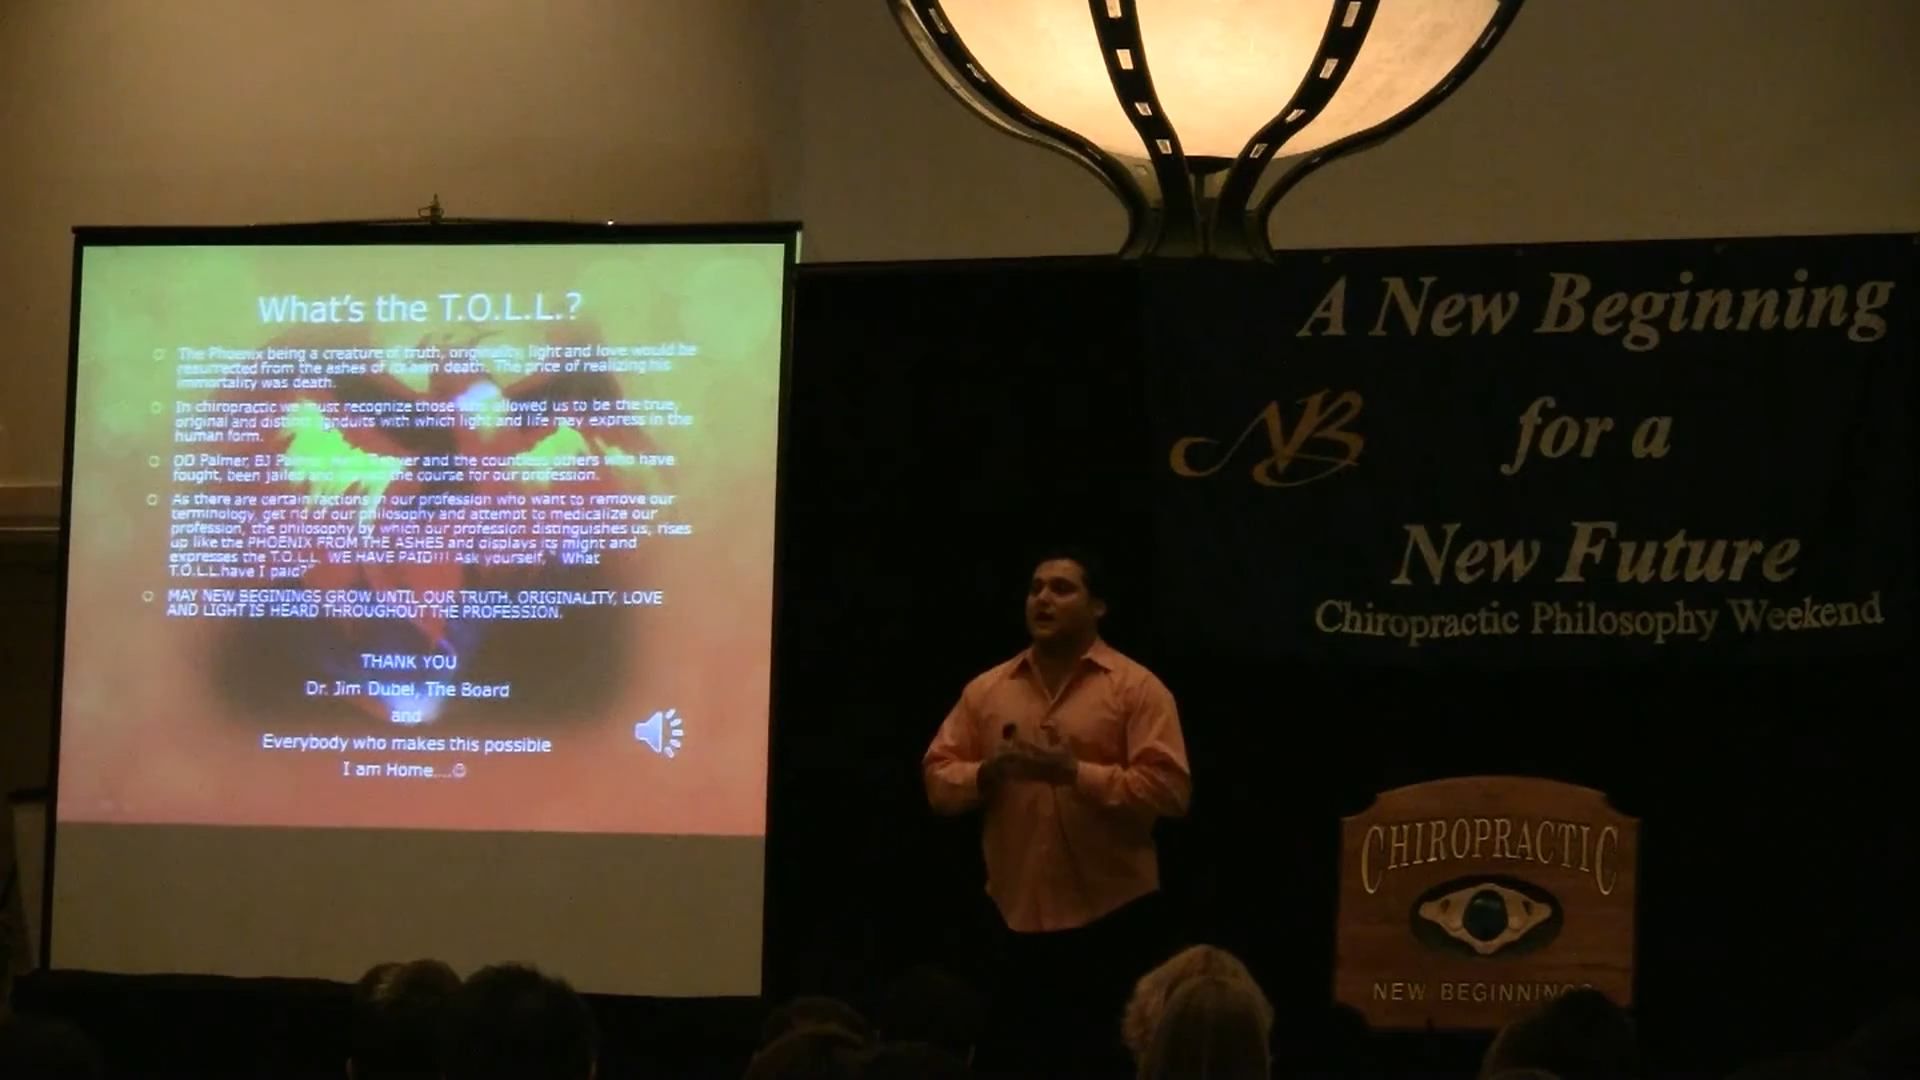 What's the T.O.L.L.?
The Phoenix being a creature of truth, originality, light and love would be
resurrected from the ashes of its own death. The price of realizing his
immortality was death.
In chiropractic we must recognize those who allowed us to be the true,
original and distinct conduits with which light and life may express in the
human form.
DD Palmer, BJ Palmer, and the countless others who have
fought, been jailed and the course for our profession.
As there are certain factions in our profession who want to remove our
terminology, get rid of our philosophy and attempt to medicalize our
profession, the philosophy by which our profession distinguishes us, rises
up like the PHOENIX FROM THE ASHES and displays its might and
expresses the T.O.L.L. WE HAVE PAID!!! Ask yourself, " What
T.O.L.L.have I paid?"
MAY NEW BEGININGS GROW UNTIL OUR TRUTH, ORIGINALITY, LOVE
AND LIGHT IS HEARD THROUGHOUT THE PROFESSION.
THANK YOU
Dr. Jim Dubel, The Board
and
Everybody who makes this possible
I am Home....☺
A New Beginning
NB
for a
New Future
Chiropractic Philosophy Weekend
CHIROPRACTIC
NEW BEGINNINGS